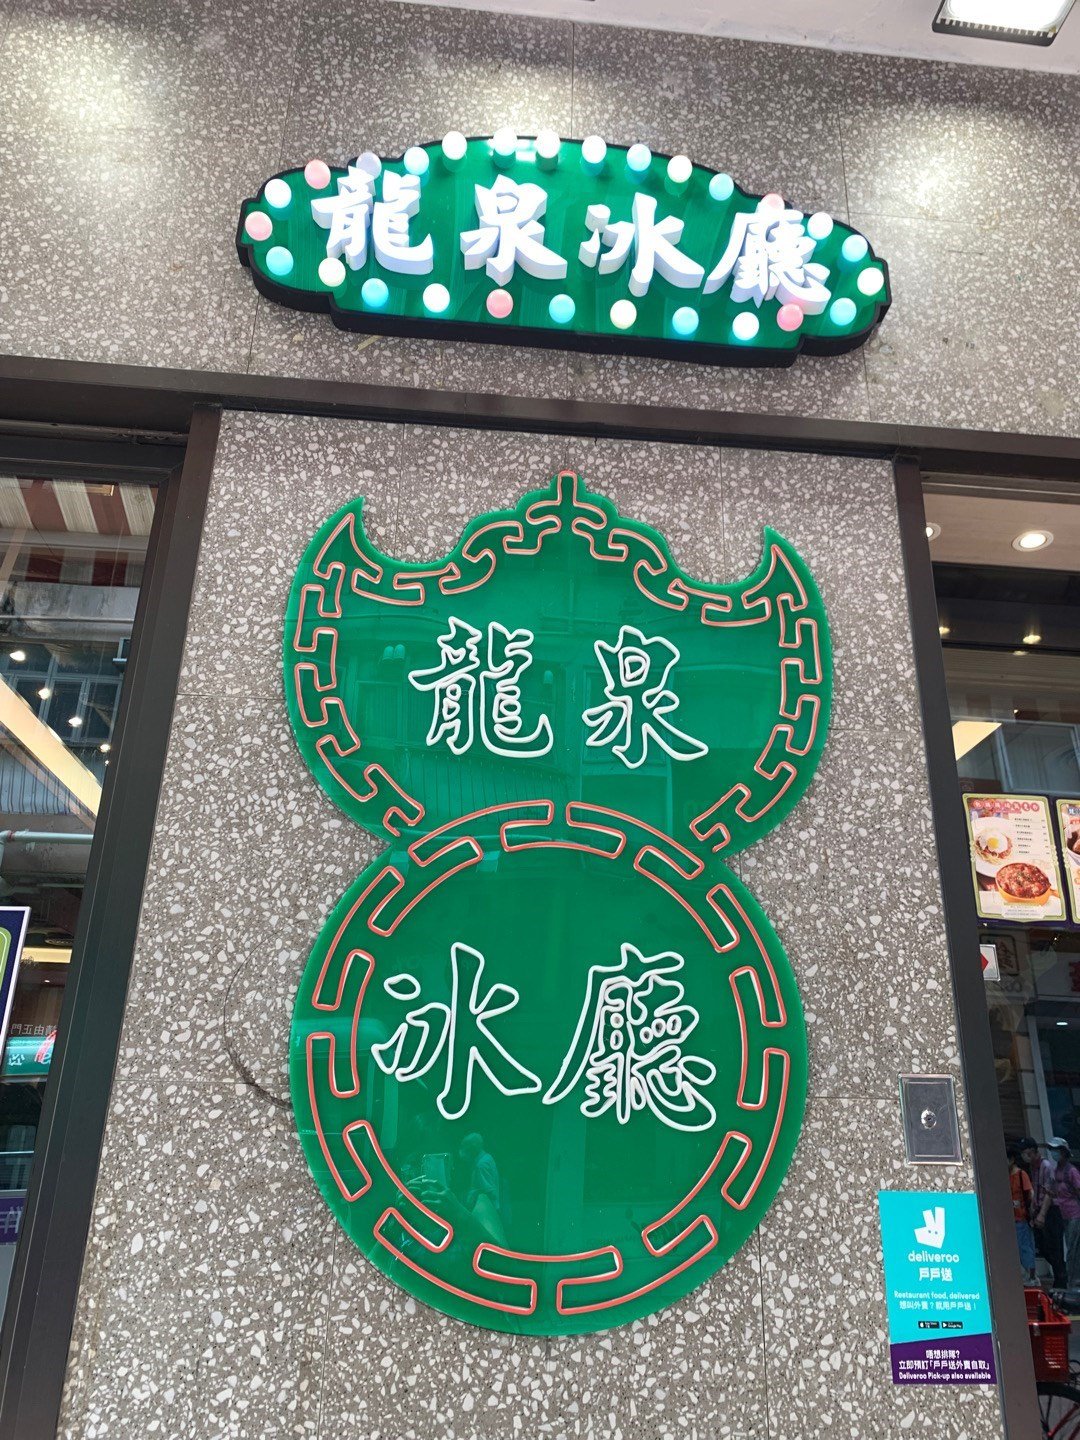 龍泉冰廳
龍泉
冰廳
deliveroo
戶戶送
Restaurant food, delivered
想叫外賣？就用戶戶送！
唔想排隊？
立即預訂「戶戶送外賣自取」
Deliveroo Pick-up also available